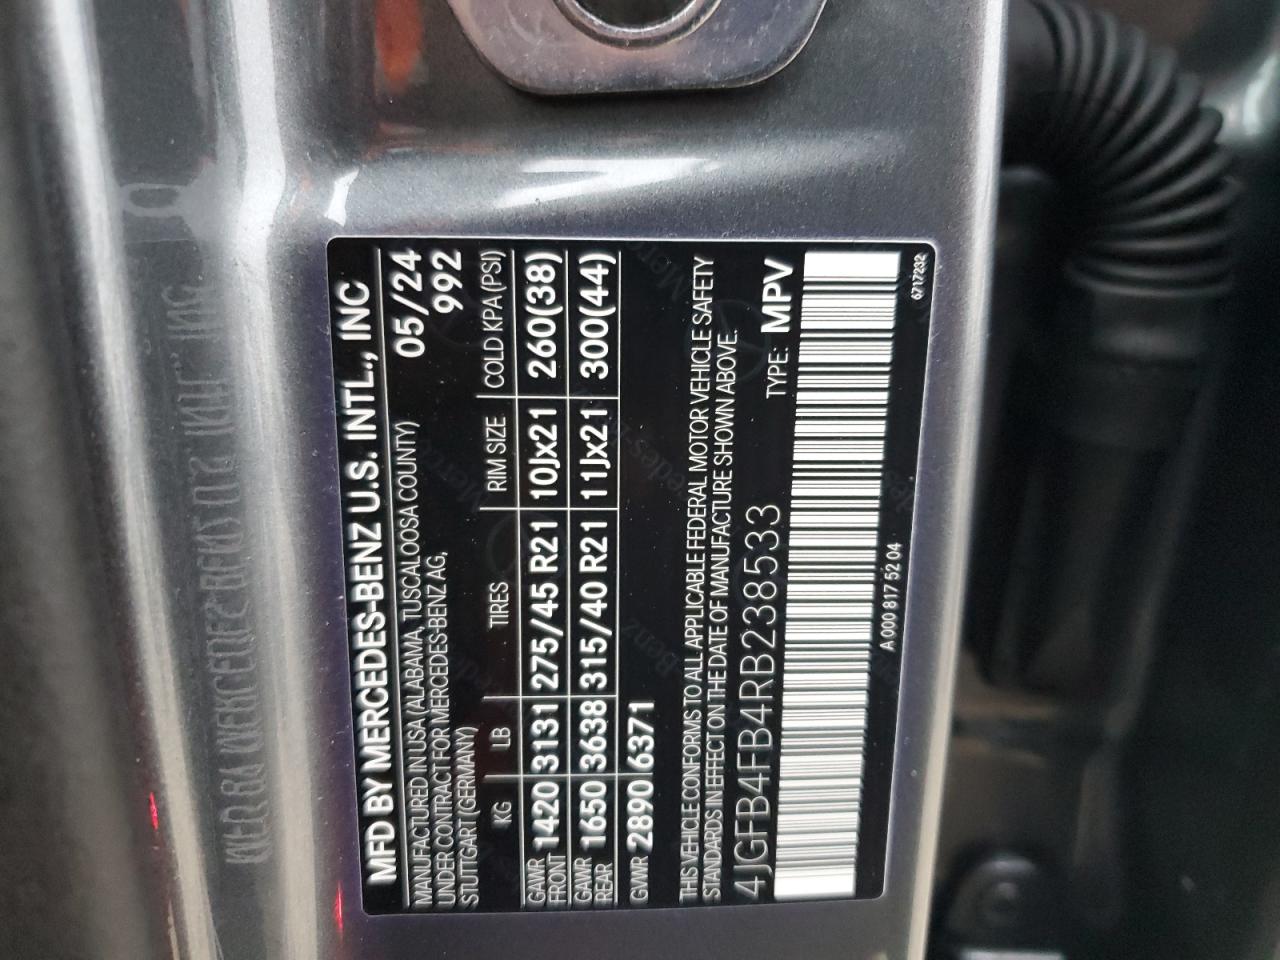 MFD BY MERCEDES-BENZ U.S. INTL., INC
MANUFACTURED IN USA (ALABAMA, TUSCALOOSA COUNTY) 05/24
UNDER CONTRACT FOR MERCEDES-BENZ AG, 992
STUTTGART (GERMANY)
KG LB TIRES RIM SIZE COLD KPA (PSI)
GAWR FRONT 1420 3131 275/45 R21 10Jx21 260(38)
GAWR REAR 1650 3638 315/40 R21 11Jx21 300(44)
GVWR 2890 6371
THIS VEHICLE CONFORMS TO ALL APPLICABLE FEDERAL MOTOR VEHICLE SAFETY
STANDARDS IN EFFECT ON THE DATE OF MANUFACTURE SHOWN ABOVE.
4JGFB4FB4RB238533 TYPE: MPV
A 000 817 52 04
6717232